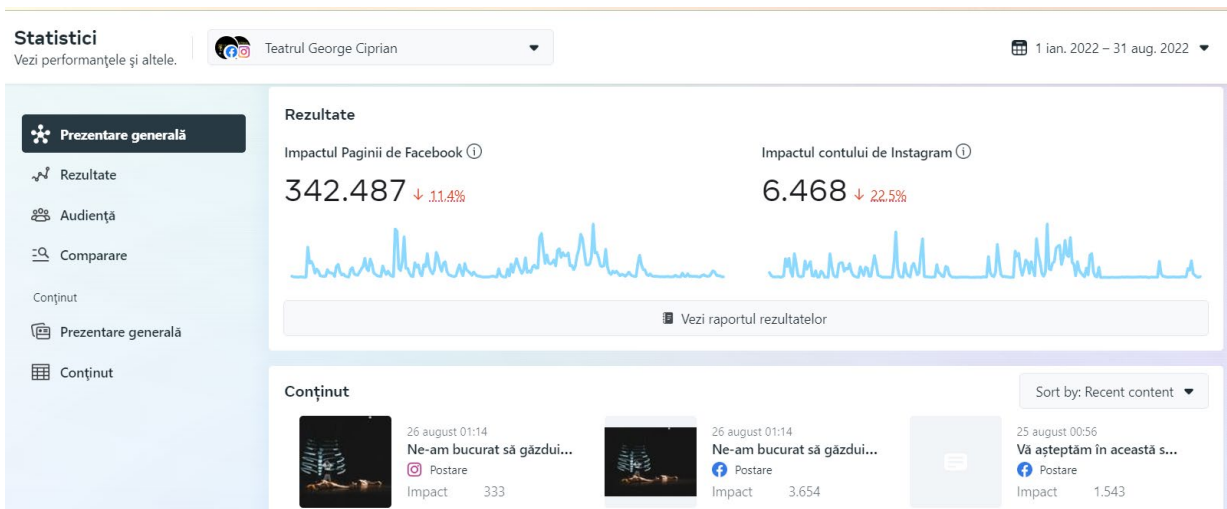 Statistici
Vezi performanțele și altele.
Teatrul George Ciprian
1 ian. 2022 – 31 aug. 2022
Prezentare generală
Rezultate
Audiență
Comparare
Conținut
Prezentare generală
Conținut
Rezultate
Impactul Paginii de Facebook
342.487 ↓ 11.4%
Impactul contului de Instagram
6.468 ↓ 22.5%
Vezi raportul rezultatelor
Conținut
Sort by: Recent content
26 august 01:14
Ne-am bucurat să găzdui...
Postare
Impact 333
26 august 01:14
Ne-am bucurat să găzdui...
Postare
Impact 3.654
25 august 00:56
Vă așteptăm în această s...
Postare
Impact 1.543